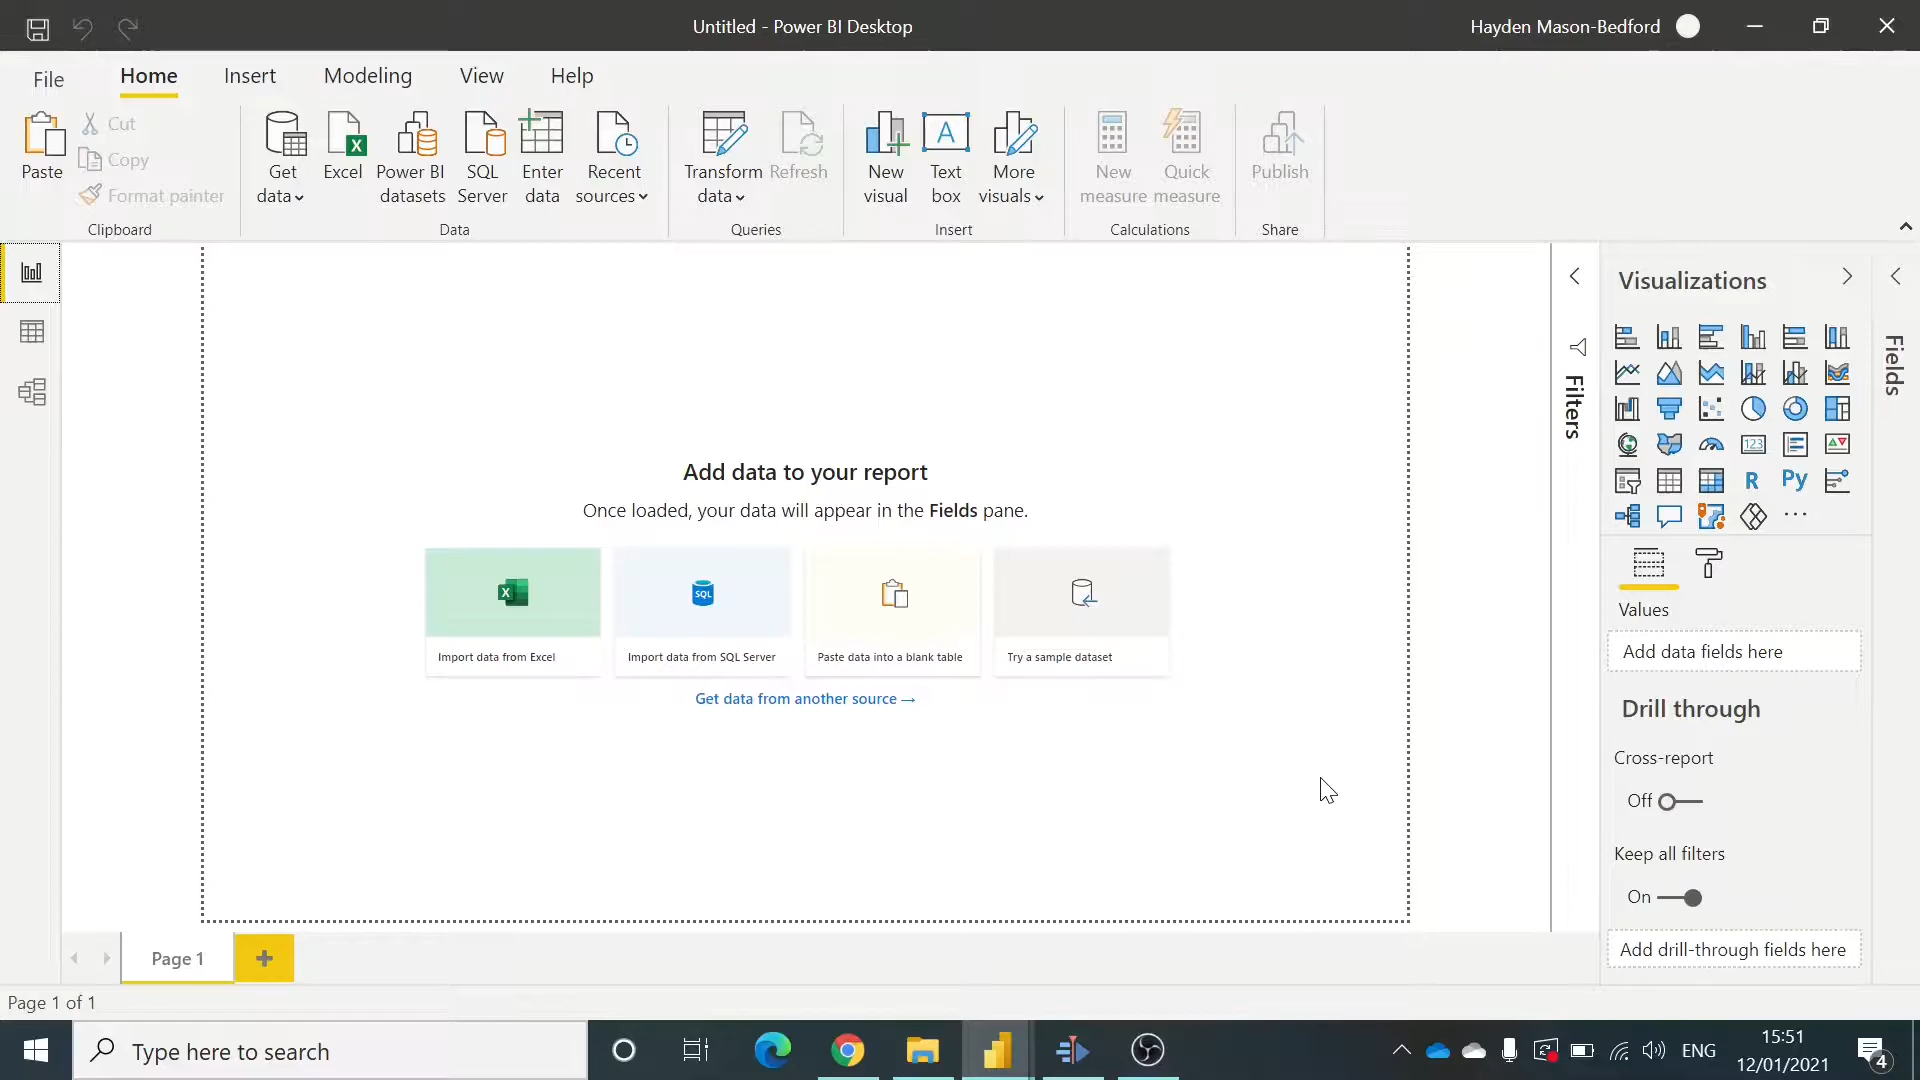 Untitled - Power BI Desktop
Hayden Mason-Bedford
File
Home
Insert
Modeling
View
Help
Paste
Cut
Copy
Format painter
Clipboard
Get data
Excel
Power BI datasets
SQL Server
Enter data
Recent sources
Data
Transform data
Refresh
Queries
New visual
Text box
More visuals
Insert
New measure
Quick measure
Calculations
Publish
Share
Add data to your report
Once loaded, your data will appear in the Fields pane.
SQL
Import data from Excel
Import data from SQL Server
Paste data into a blank table
Try a sample dataset
Get data from another source →
Filters
Visualizations
123
R
Py
Values
Add data fields here
Drill through
Cross-report
Off
Keep all filters
On
Add drill-through fields here
Fields
Page 1
Page 1 of 1
Type here to search
ENG
15:51
12/01/2021
4